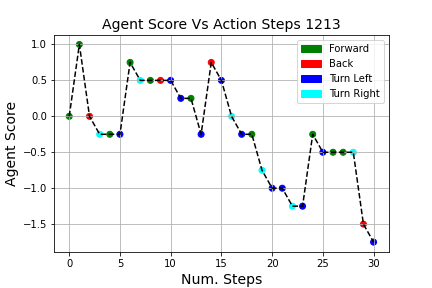 Agent Score Vs Action Steps 1213
Agent Score
1.0
0.5
0.0
−0.5
−1.0
−1.5
Forward
Back
Turn Left
Turn Right
0 5 10 15 20 25 30
Num. Steps